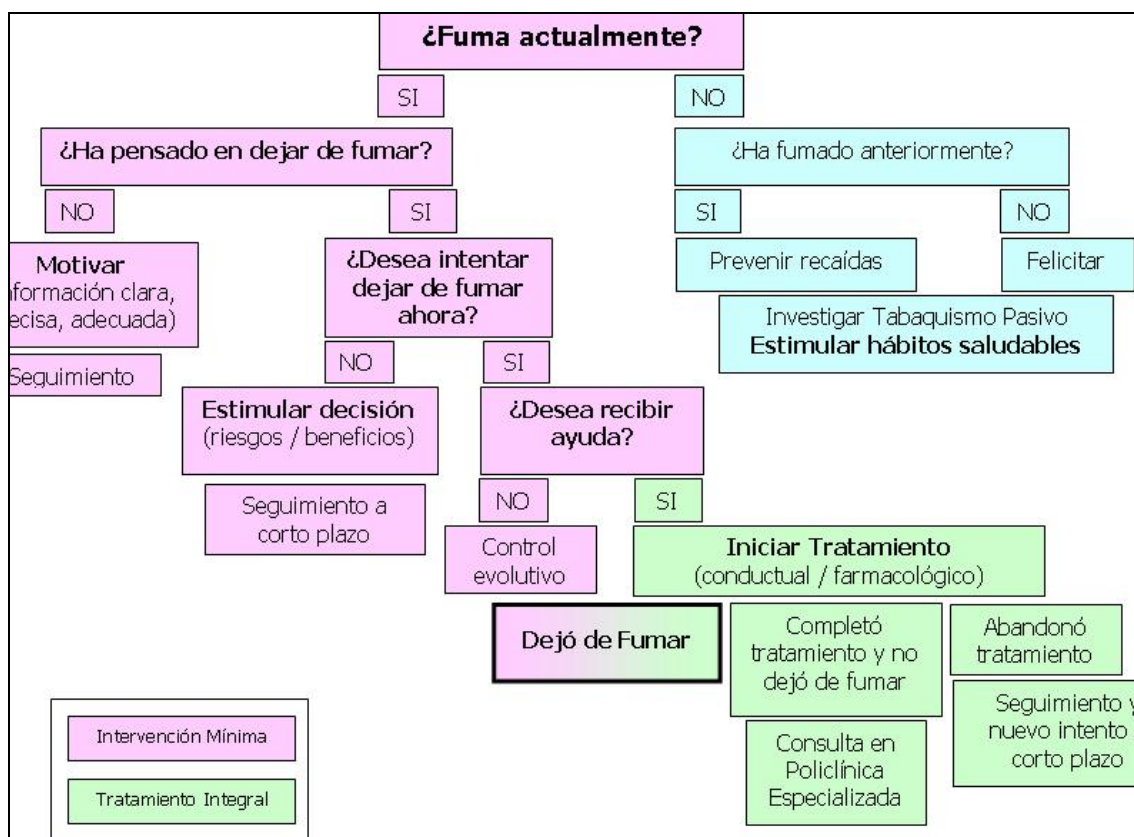 ¿Fuma actualmente?
SI
NO
¿Ha pensado en dejar de fumar?
¿Ha fumado anteriormente?
NO
SI
SI
NO
Motivar
nformación clara,
ecisa, adecuada)
¿Desea intentar
dejar de fumar
ahora?
Prevenir recaídas
Felicitar
Investigar Tabaquismo Pasivo
Estimular hábitos saludables
Seguimiento
NO
SI
Estimular decisión
(riesgos / beneficios)
¿Desea recibir
ayuda?
Seguimiento a
corto plazo
NO
SI
Control
evolutivo
Iniciar Tratamiento
(conductual / farmacológico)
Dejó de Fumar
Completó
tratamiento y no
dejó de fumar
Abandonó
tratamiento
Consulta en
Policlínica
Especializada
Seguimiento y
nuevo intento
corto plazo
Intervención Mínima
Tratamiento Integral